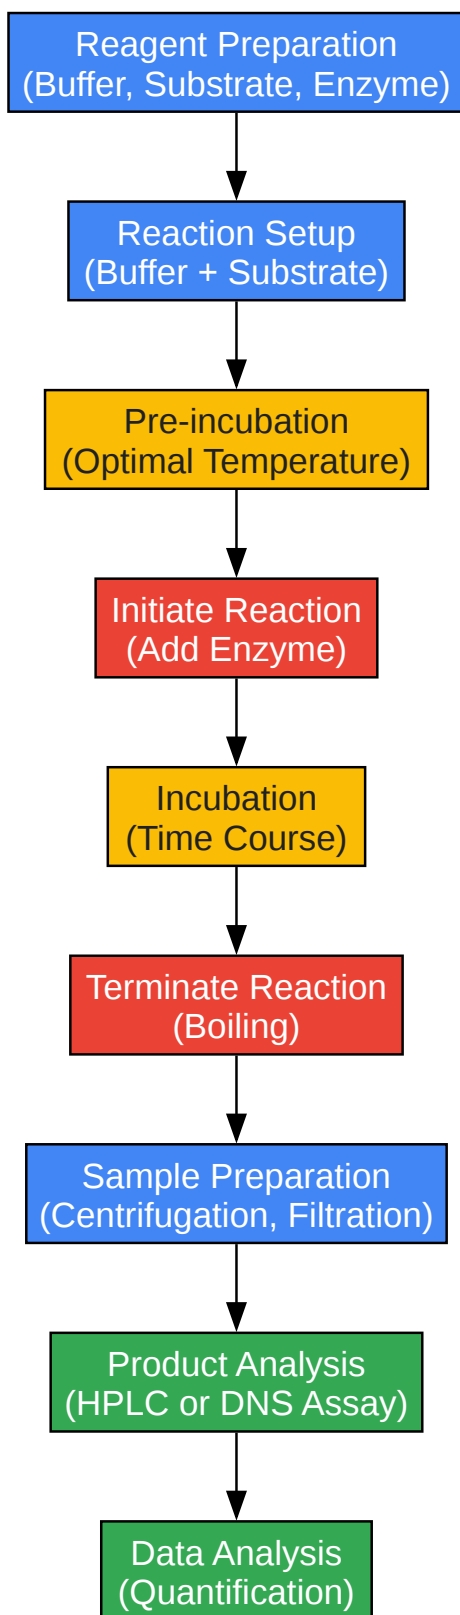 Reagent Preparation
(Buffer, Substrate, Enzyme)
Reaction Setup
(Buffer + Substrate)
Pre-incubation
(Optimal Temperature)
Initiate Reaction
(Add Enzyme)
Incubation
(Time Course)
Terminate Reaction
(Boiling)
Sample Preparation
(Centrifugation, Filtration)
Product Analysis
(HPLC or DNS Assay)
Data Analysis
(Quantification)